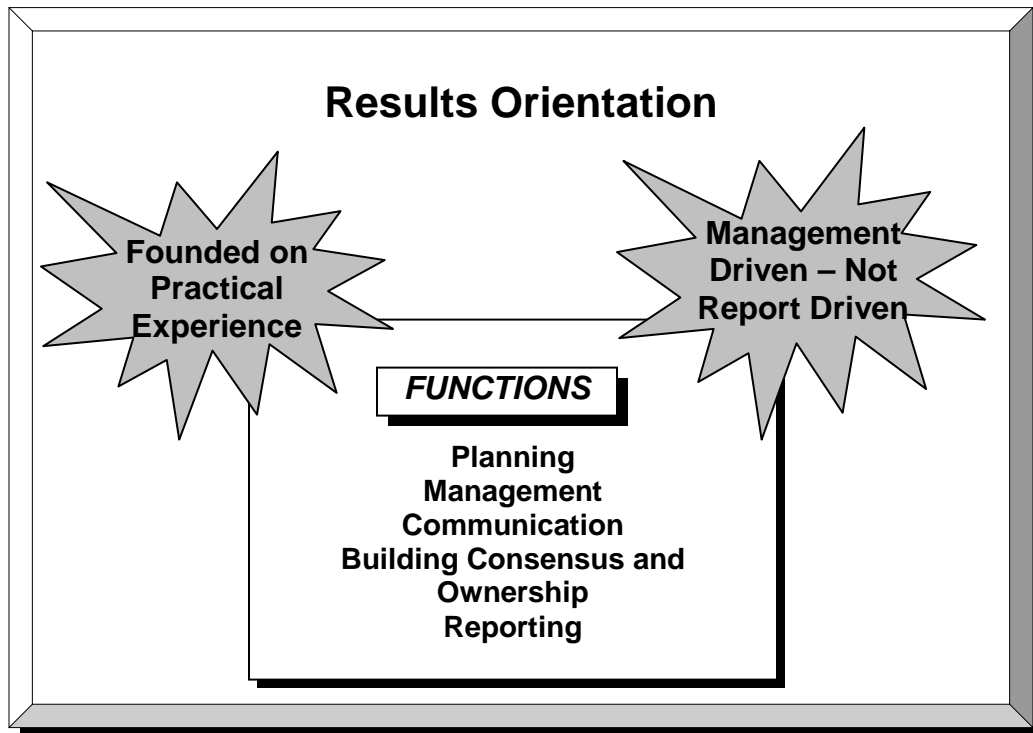 Results Orientation
Founded on
Practical
Experience
Management
Driven – Not
Report Driven
FUNCTIONS
Planning
Management
Communication
Building Consensus and
Ownership
Reporting